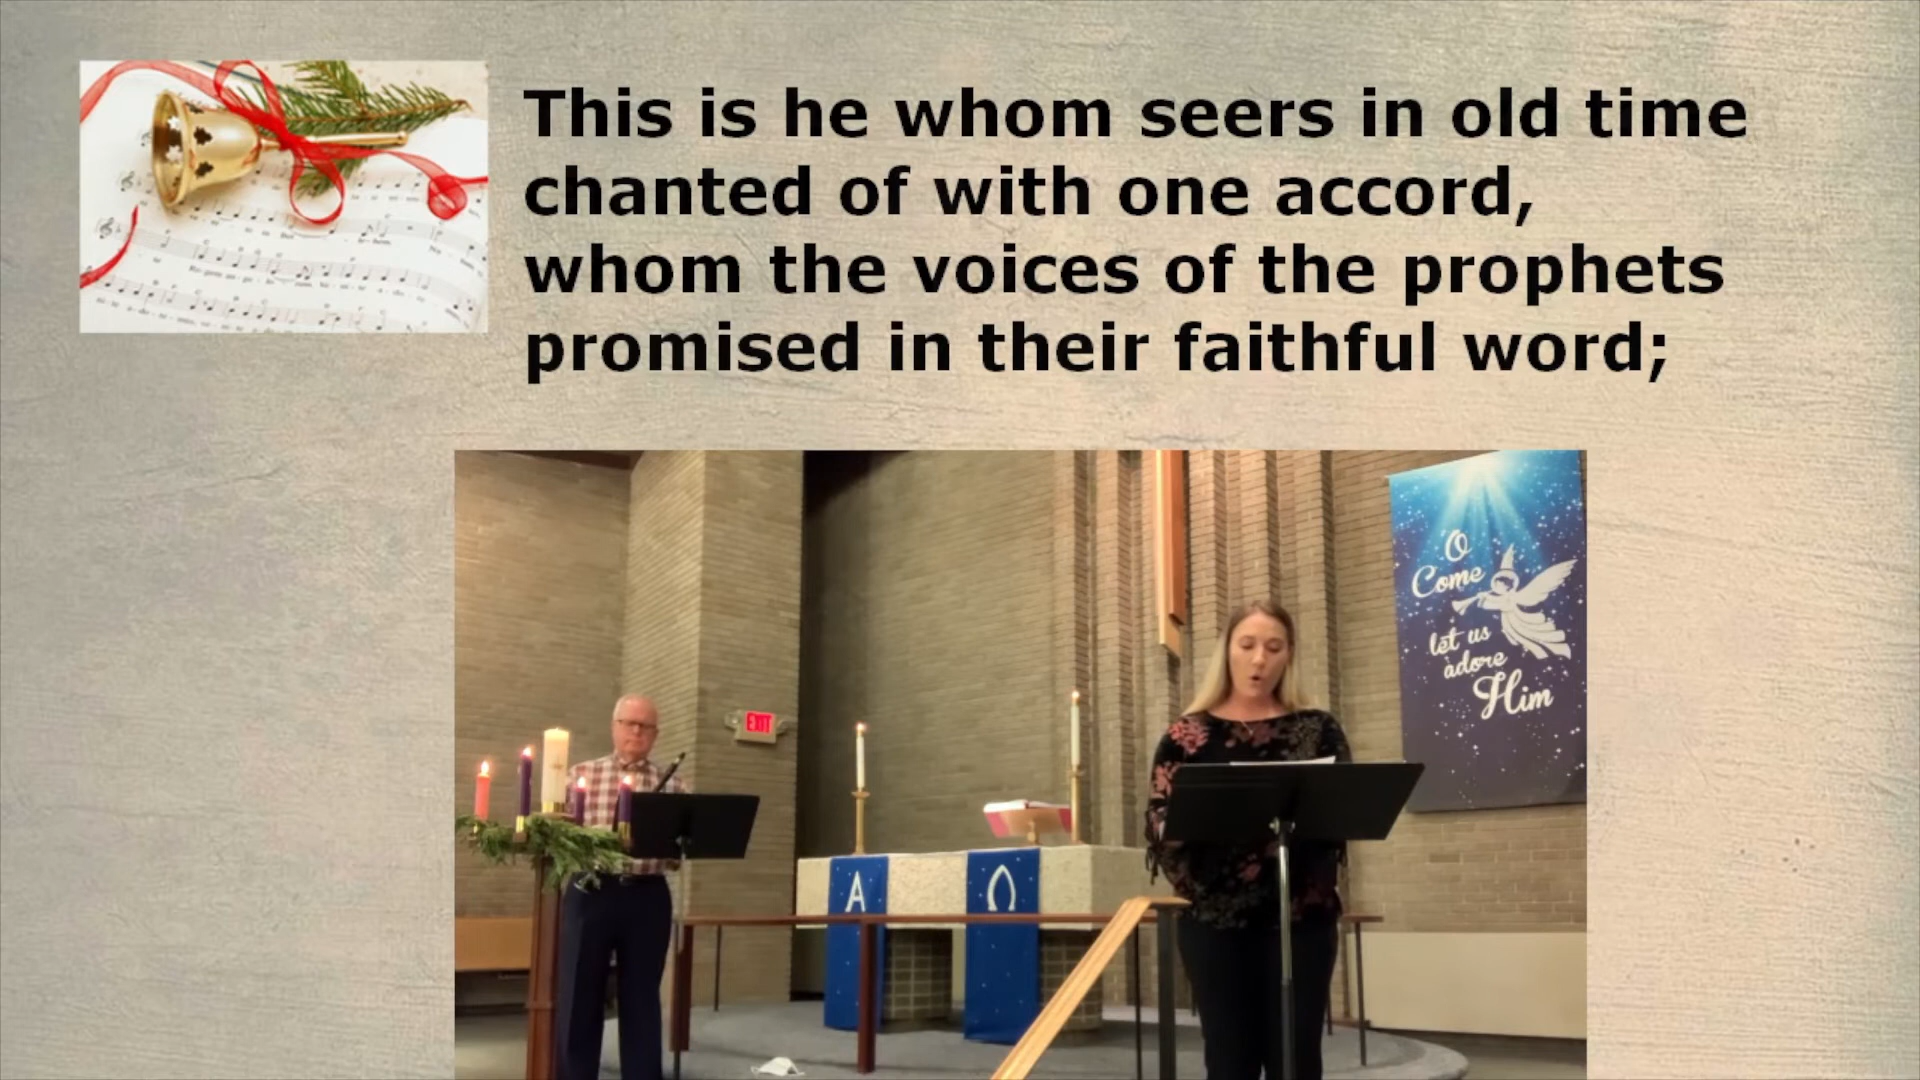 This is he whom seers in old time
chanted of with one accord,
whom the voices of the prophets
promised in their faithful word;
O
Come
let us
adore
Him
EXIT
Α
Ω